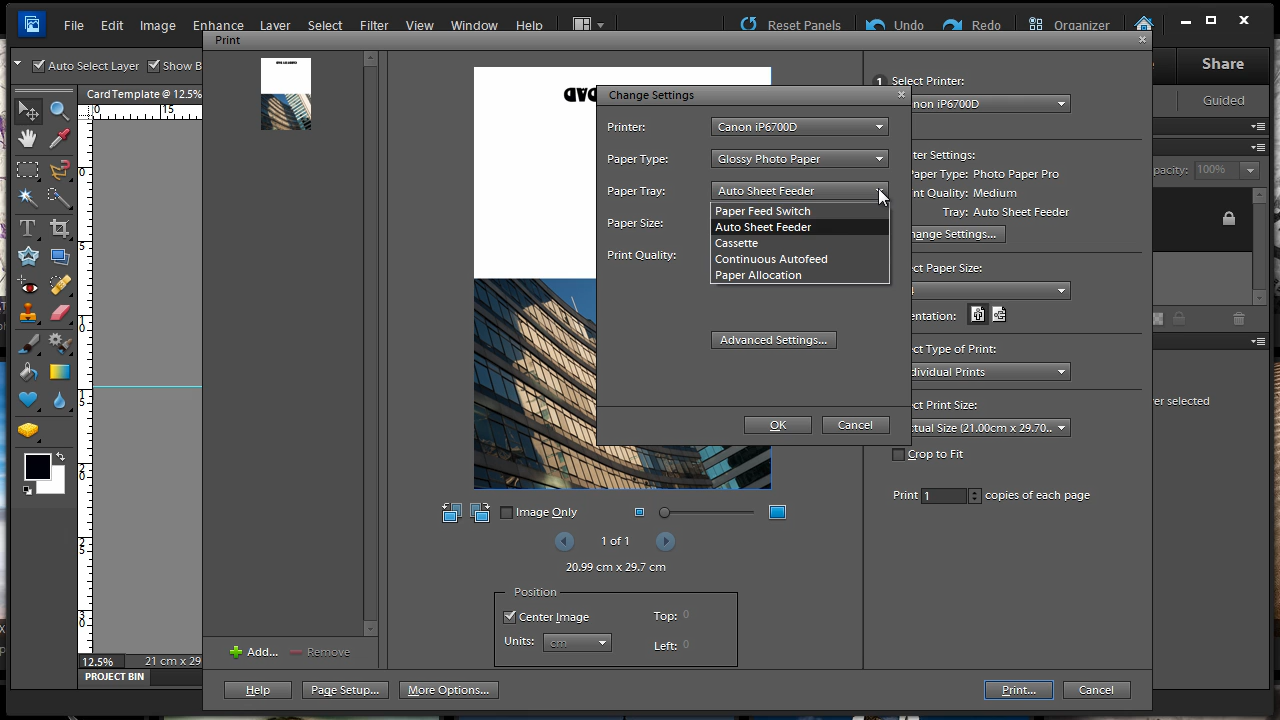 File Edit Image Enhance Layer Select Filter View Window Help
Reset Panels Undo Redo Organizer
Print
Auto Select Layer Show B
Share
Guided
CardTemplate @ 12.5%
Select Printer:
non iP6700D
ter Settings:
aper Type: Photo Paper Pro
nt Quality: Medium
Tray: Auto Sheet Feeder
hange Settings...
ect Paper Size:
entation:
ect Type of Print:
dividual Prints
ect Print Size:
ctual Size (21.00cm x 29.70..
Crop to Fit
Print 1 copies of each page
pacity: 100%
er selected
Change Settings
Printer: Canon iP6700D
Paper Type: Glossy Photo Paper
Paper Tray: Auto Sheet Feeder
Paper Feed Switch
Auto Sheet Feeder
Cassette
Continuous Autofeed
Paper Allocation
Paper Size:
Print Quality:
Advanced Settings...
OK Cancel
Image Only
1 of 1
20.99 cm x 29.7 cm
Position
Center Image Top: 0
Units: cm Left: 0
Add... Remove
12.5% 21 cm x 29
PROJECT BIN
Help Page Setup... More Options... Print... Cancel